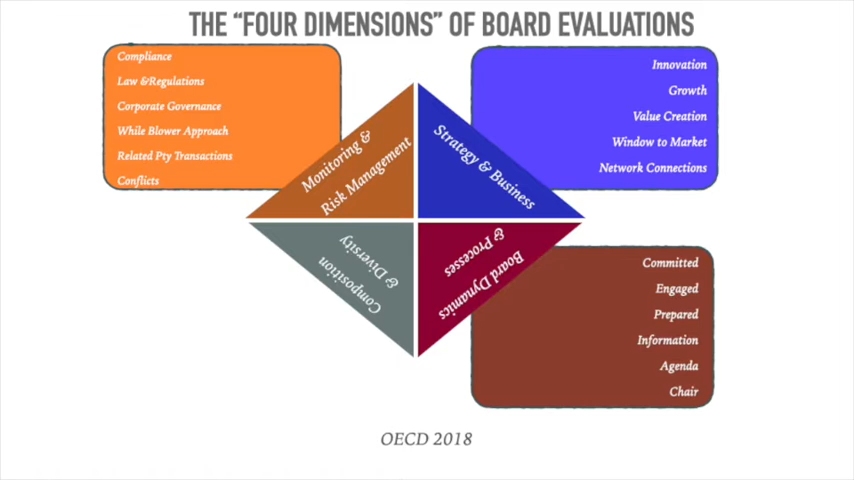 THE “FOUR DIMENSIONS” OF BOARD EVALUATIONS
Compliance
Law &Regulations
Corporate Governance
While Blower Approach
Related Pty Transactions
Conflicts
Innovation
Growth
Value Creation
Window to Market
Network Connections
Monitoring &
Risk Management
Strategy & Business
Composition
& Diversity
Board Dynamics
& Processes
Committed
Engaged
Prepared
Information
Agenda
Chair
OECD 2018